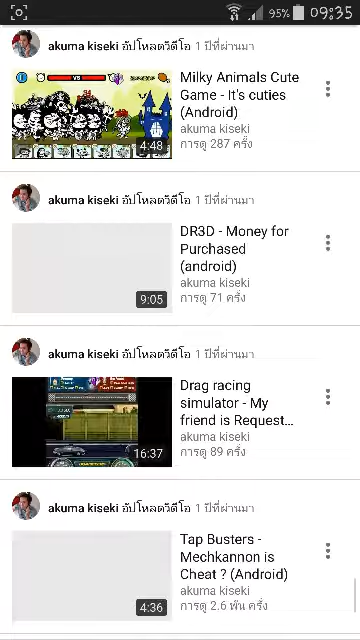 95% 09:35
akuma kiseki อัปโหลดวิดีโอ 1 ปีที่ผ่านมา
VS
4:48
Milky Animals Cute
Game - It's cuties
(Android)
akuma kiseki
การดู 287 ครั้ง
akuma kiseki อัปโหลดวิดีโอ 1 ปีที่ผ่านมา
9:05
DR3D - Money for
Purchased
(android)
akuma kiseki
การดู 71 ครั้ง
akuma kiseki อัปโหลดวิดีโอ 1 ปีที่ผ่านมา
16:37
Drag racing
simulator - My
friend is Request...
akuma kiseki
การดู 89 ครั้ง
akuma kiseki อัปโหลดวิดีโอ 1 ปีที่ผ่านมา
4:36
Tap Busters -
Mechkannon is
Cheat ? (Android)
akuma kiseki
การดู 2.6 พัน ครั้ง